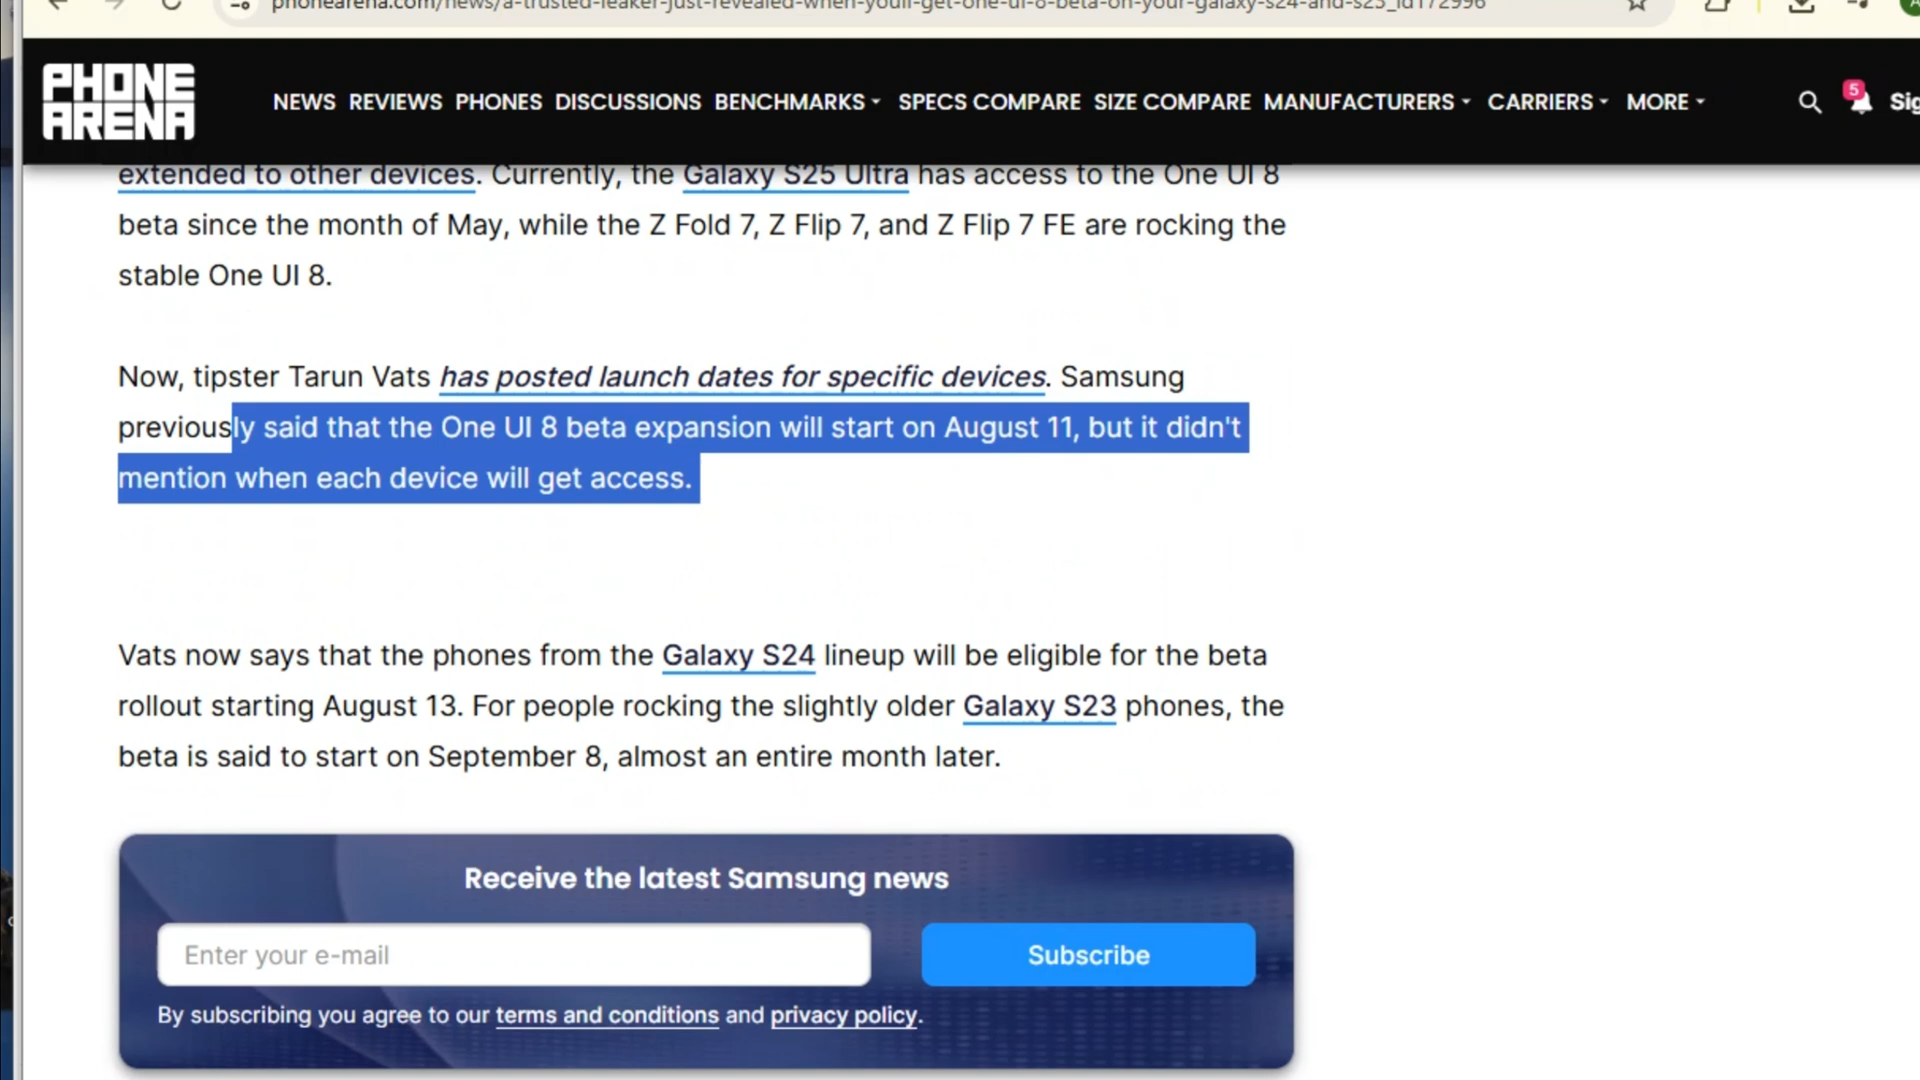 phonearena.com/news/a-trusted-leaker-just-revealed-when-youll-get-one-ui-8-beta-on-your-galaxy-s24-and-s23_id172996
PHONE
ARENA
NEWS REVIEWS PHONES DISCUSSIONS BENCHMARKS SPECS COMPARE SIZE COMPARE MANUFACTURERS CARRIERS MORE 5 Sig
extended to other devices. Currently, the Galaxy S25 Ultra has access to the One UI 8
beta since the month of May, while the Z Fold 7, Z Flip 7, and Z Flip 7 FE are rocking the
stable One UI 8.
Now, tipster Tarun Vats has posted launch dates for specific devices. Samsung
previously said that the One UI 8 beta expansion will start on August 11, but it didn't
mention when each device will get access.
Vats now says that the phones from the Galaxy S24 lineup will be eligible for the beta
rollout starting August 13. For people rocking the slightly older Galaxy S23 phones, the
beta is said to start on September 8, almost an entire month later.
Receive the latest Samsung news
Enter your e-mail
Subscribe
By subscribing you agree to our terms and conditions and privacy policy.